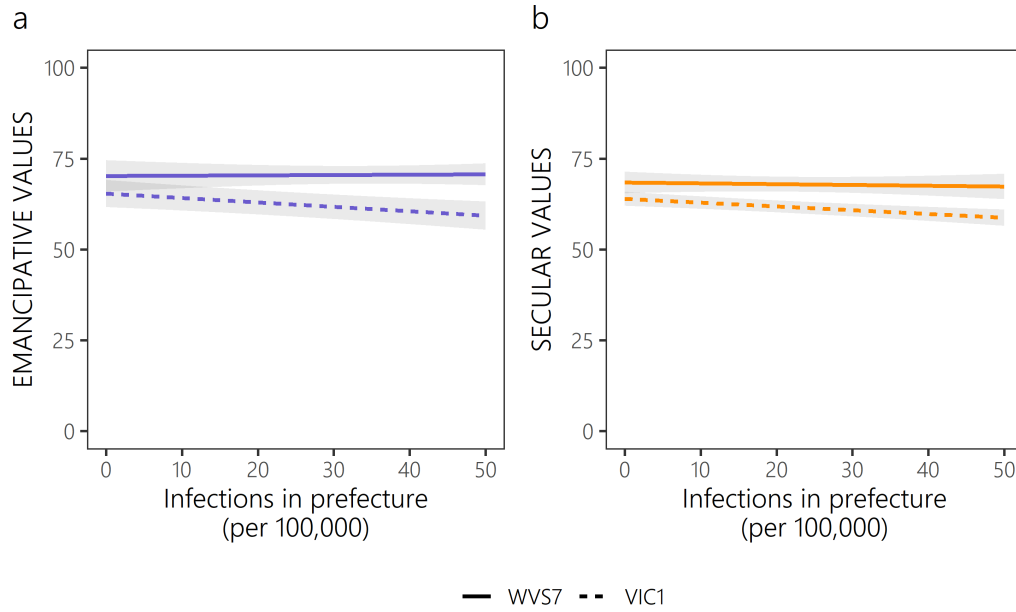 a
EMANCIPATIVE VALUES
100
75
50
25
0
0 10 20 30 40 50
Infections in prefecture
(per 100,000)
b
SECULAR VALUES
100
75
50
25
0
0 10 20 30 40 50
Infections in prefecture
(per 100,000)
WVS7 VIC1